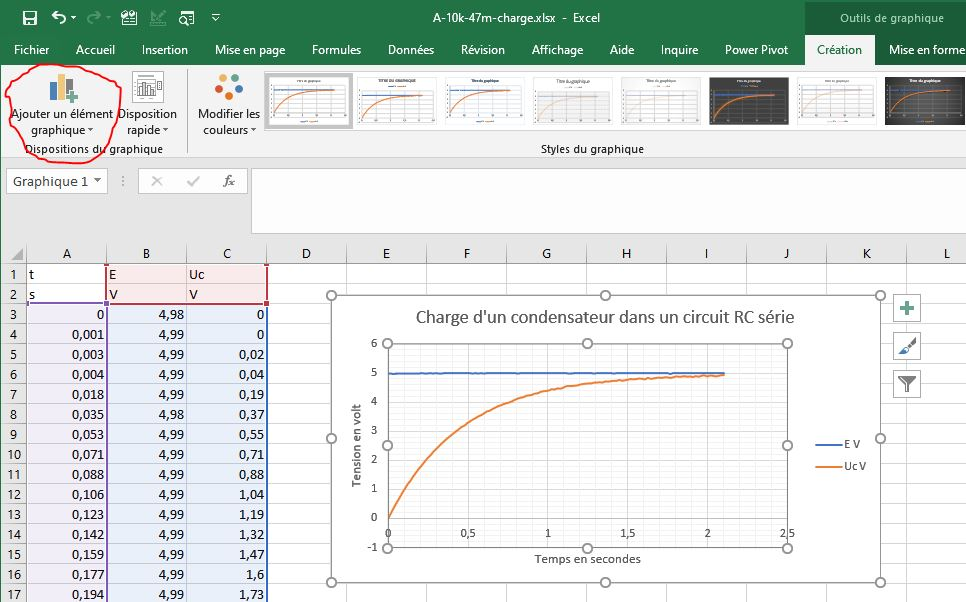 A-10k-47m-charge.xlsx - Excel
Outils de graphique
Fichier Accueil Insertion Mise en page Formules Données Révision Affichage Aide Inquire Power Pivot Création Mise en forme
Ajouter un élément graphique
Disposition rapide
Modifier les couleurs
Dispositions du graphique
Styles du graphique
Graphique 1
fx
A B C D E F G H I J K L
1 t E Uc
2 s V V
3 0 4,98 0
4 0,001 4,99 0
5 0,003 4,99 0,02
6 0,004 4,99 0,04
7 0,018 4,99 0,19
8 0,035 4,98 0,37
9 0,053 4,99 0,55
10 0,071 4,99 0,71
11 0,088 4,99 0,88
12 0,106 4,99 1,04
13 0,123 4,99 1,19
14 0,142 4,99 1,32
15 0,159 4,99 1,47
16 0,177 4,99 1,6
17 0,194 4,99 1,73
Charge d'un condensateur dans un circuit RC série
Tension en volt
6
5
4
3
2
1
0
-1
0 0,5 1 1,5 2 2,5
Temps en secondes
E V
Uc V